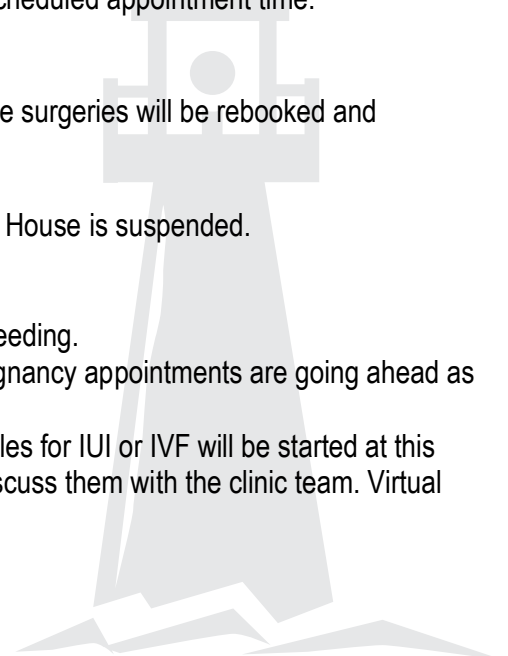 cheduled appointment time.
e surgeries will be rebooked and
House is suspended.
eeding.
gnancy appointments are going ahead as
les for IUI or IVF will be started at this
scuss them with the clinic team. Virtual